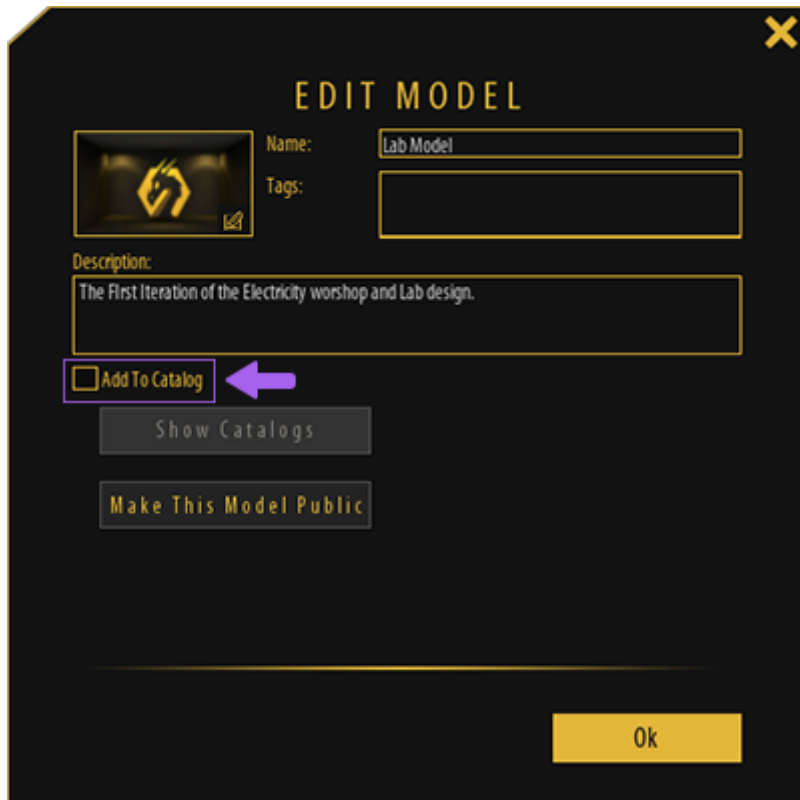 EDIT MODEL
Name:
Lab Model
Tags:
Description:
The FIrst Iteration of the Electricity worshop and Lab design.
Add To Catalog
Show Catalogs
Make This Model Public
Ok